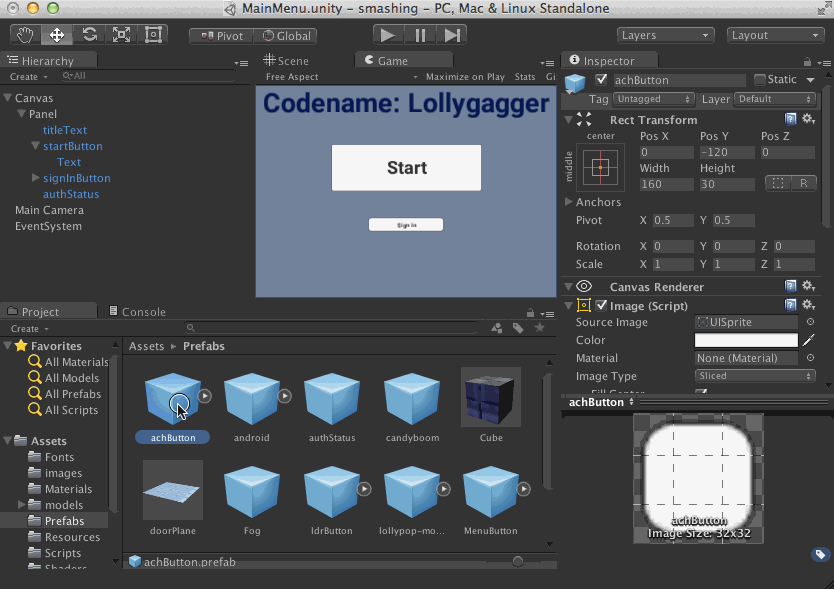 MainMenu.unity - smashing - PC, Mac & Linux Standalone
Pivot Global Layers Layout
Hierarchy
Create All
Canvas
Panel
titleText
startButton
Text
signInButton
authStatus
Main Camera
EventSystem
Scene Game
Free Aspect Maximize on Play Stats Gi
Codename: Lollygagger
Start
Sign In
Inspector
achButton Static
Tag Untagged Layer Default
Rect Transform
center Pos X Pos Y Pos Z
0 -120 0
middle
Width Height
160 30 R
Anchors
Pivot X 0.5 Y 0.5
Rotation X 0 Y 0 Z 0
Scale X 1 Y 1 Z 1
Canvas Renderer
Image (Script)
Source Image UISprite
Color
Material None (Material)
Image Type Sliced
achButton
achButton
Image Size: 32x32
Project Console
Create
Favorites
All Materials
All Models
All Prefabs
All Scripts
Assets
Fonts
images
Materials
models
Prefabs
Resources
Scripts
Shaders
Assets Prefabs
achButton android authStatus candyboom Cube
doorPlane Fog ldrButton lollypop-mo... MenuButton
achButton.prefab